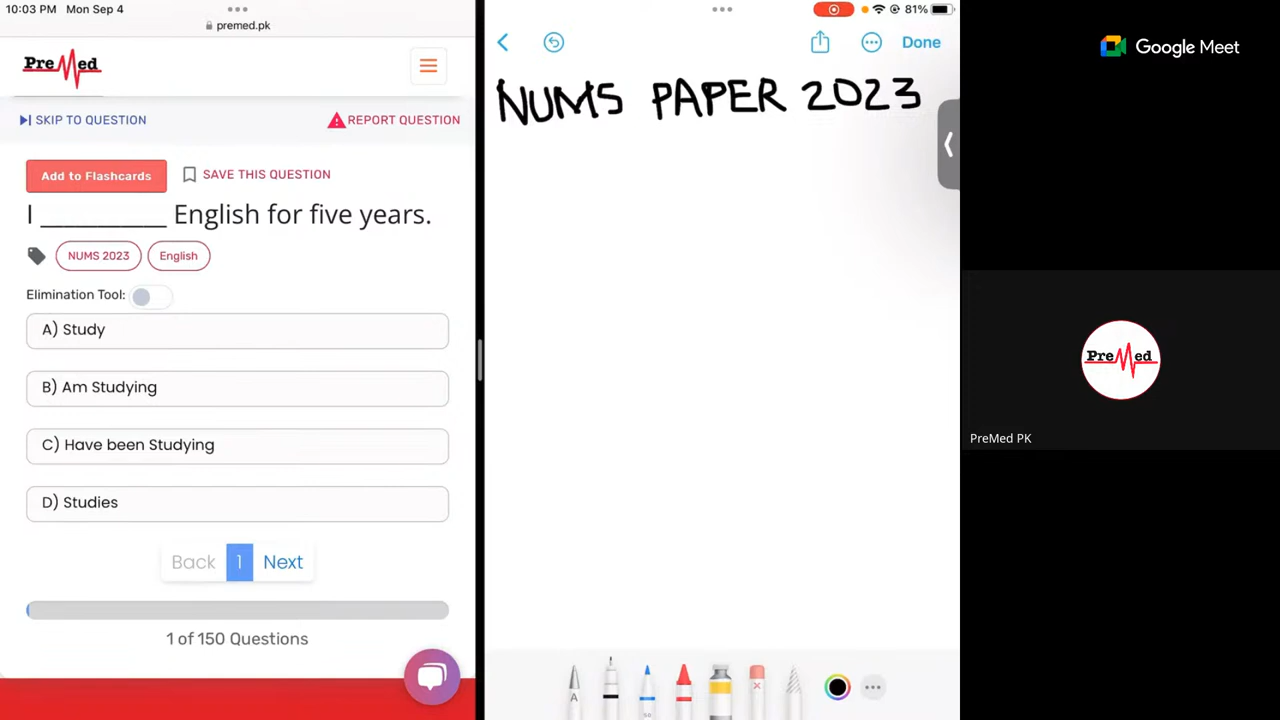 10:03 PM Mon Sep 4
premed.pk
PreMed
SKIP TO QUESTION
REPORT QUESTION
Add to Flashcards
SAVE THIS QUESTION
I __________ English for five years.
NUMS 2023
English
Elimination Tool:
A) Study
B) Am Studying
C) Have been Studying
D) Studies
Back 1 Next
1 of 150 Questions
81%
Done
NUMS PAPER 2023
A
50
Google Meet
PreMed
PreMed PK